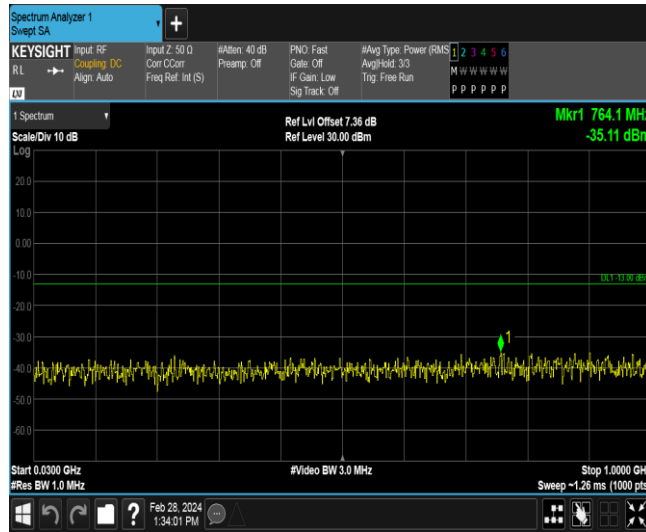 Spectrum Analyzer 1
Swept SA
+
KEYSIGHT
RL
LXI
Input: RF
Coupling: DC
Align: Auto
Input Z: 50 Ω
Corr CCorr
Freq Ref: Int (S)
#Atten: 40 dB
Preamp: Off
PNO: Fast
Gate: Off
IF Gain: Low
Sig Track: Off
#Avg Type: Power (RMS
Avg|Hold: 3/3
Trig: Free Run
1 2 3 4 5 6
M W W W W W
P P P P P P
1 Spectrum
Scale/Div 10 dB
Log
Ref Lvl Offset 7.36 dB
Ref Level 30.00 dBm
Mkr1 764.1 MHz
-35.11 dBm
20.0
10.0
0.00
-10.0
DL1 -13.00 dBm
-20.0
-30.0
1
-40.0
-50.0
-60.0
Start 0.0300 GHz
#Res BW 1.0 MHz
#Video BW 3.0 MHz
Stop 1.0000 GH
Sweep ~1.26 ms (1000 pts
?
Feb 28, 2024
1:34:01 PM